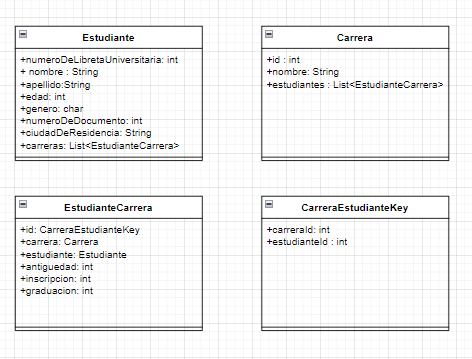 Estudiante
+numeroDeLibretaUniversitaria: int
+ nombre : String
+apellido:String
+edad: int
+genero: char
+numeroDeDocumento: int
+ciudadDeResidencia: String
+carreras: List<EstudianteCarrera>
Carrera
+id : int
+nombre: String
+estudiantes : List<EstudianteCarrera>
EstudianteCarrera
+id: CarreraEstudianteKey
+carrera: Carrera
+estudiante: Estudiante
+antiguedad: int
+inscripcion: int
+graduacion: int
CarreraEstudianteKey
+carreraId: int
+estudianteId : int